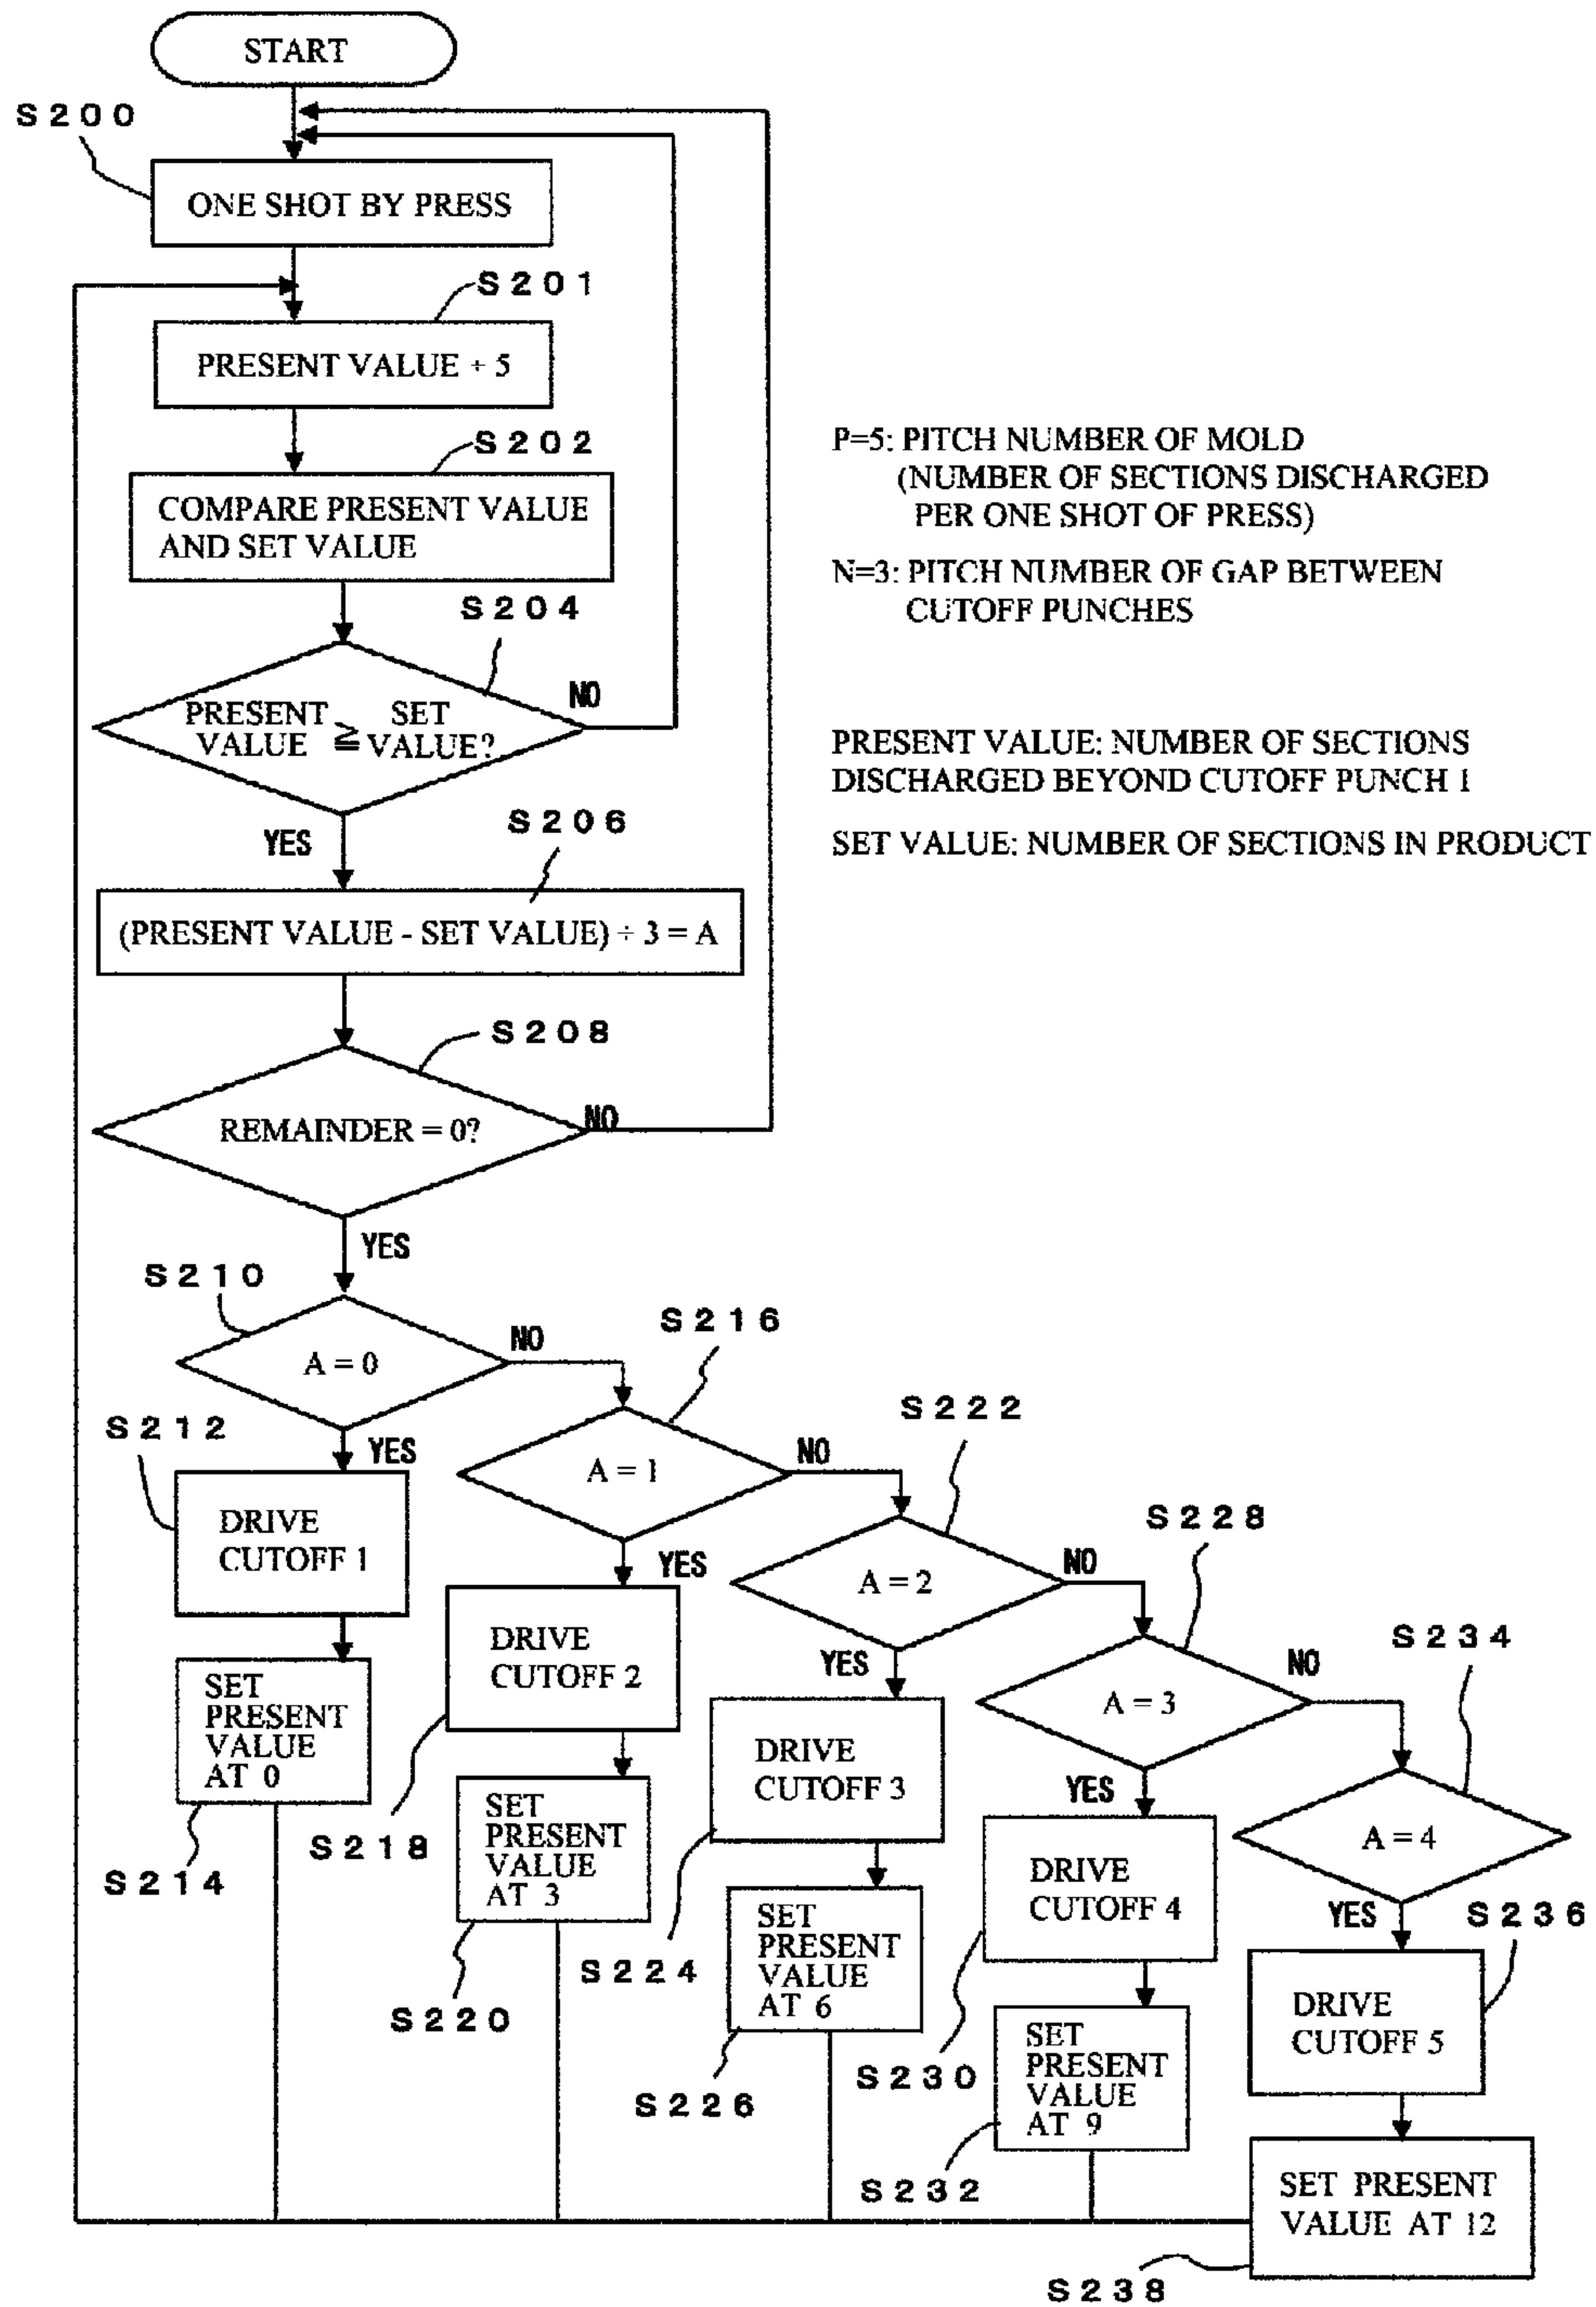 START
S200
ONE SHOT BY PRESS
S201
PRESENT VALUE + 5
S202
COMPARE PRESENT VALUE
AND SET VALUE
S204
PRESENT VALUE ≧ SET VALUE?
NO
YES
P=5: PITCH NUMBER OF MOLD
(NUMBER OF SECTIONS DISCHARGED
PER ONE SHOT OF PRESS)
N=3: PITCH NUMBER OF GAP BETWEEN
CUTOFF PUNCHES
PRESENT VALUE: NUMBER OF SECTIONS
DISCHARGED BEYOND CUTOFF PUNCH 1
SET VALUE: NUMBER OF SECTIONS IN PRODUCT
S206
(PRESENT VALUE - SET VALUE) ÷ 3 = A
S208
REMAINDER = 0?
NO
YES
S210
A = 0
NO
YES
S212
DRIVE
CUTOFF 1
SET
PRESENT
VALUE
AT 0
S214
S216
A = 1
NO
YES
DRIVE
CUTOFF 2
S218
SET
PRESENT
VALUE
AT 3
S220
S222
A = 2
NO
YES
DRIVE
CUTOFF 3
S224
SET
PRESENT
VALUE
AT 6
S226
S228
A = 3
NO
YES
DRIVE
CUTOFF 4
S230
SET
PRESENT
VALUE
AT 9
S232
S234
A = 4
YES
S236
DRIVE
CUTOFF 5
SET PRESENT
VALUE AT 12
S238